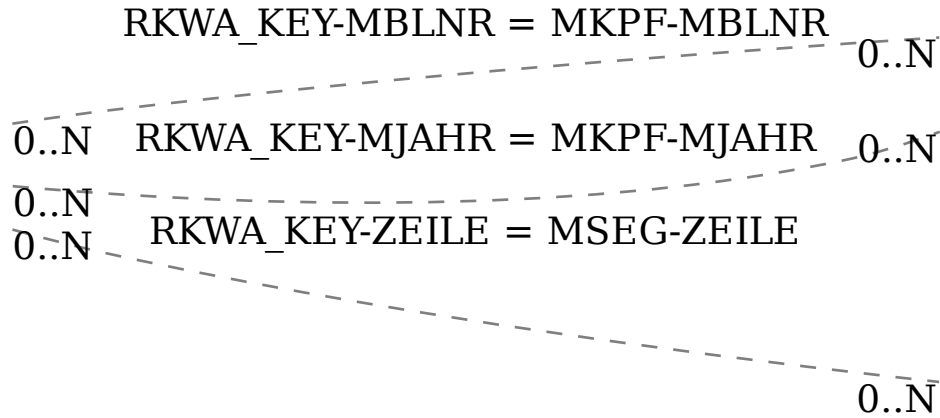 RKWA_KEY-MBLNR = MKPF-MBLNR
0..N
0..N
RKWA_KEY-MJAHR = MKPF-MJAHR
0..N
0..N
RKWA_KEY-ZEILE = MSEG-ZEILE
0..N
0..N